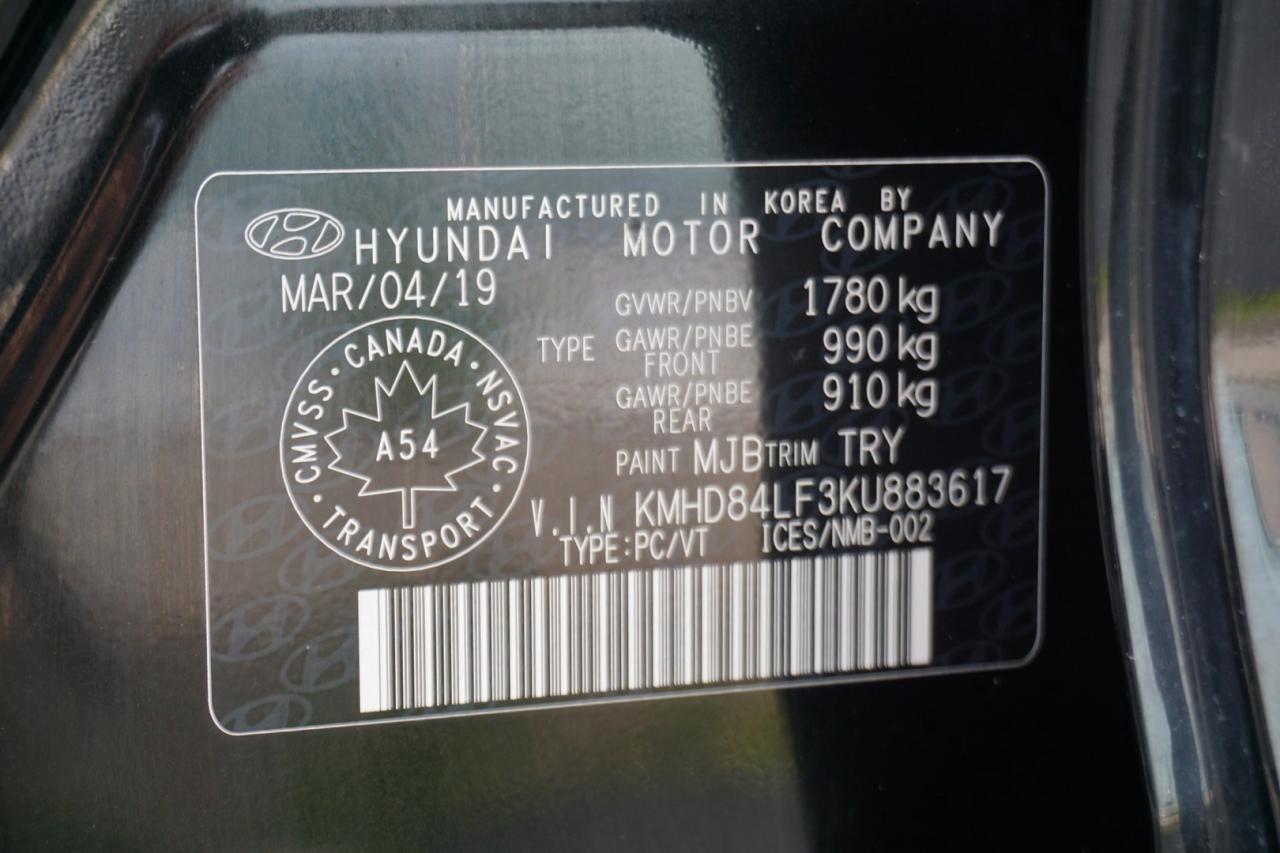 MANUFACTURED IN KOREA BY
HYUNDAI MOTOR COMPANY
MAR/04/19
GVWR/PNBV 1780 kg
TYPE GAWR/PNBE FRONT 990 kg
GAWR/PNBE REAR 910 kg
· CANADA · NSVAC · TRANSPORT · CMVSS
A54
PAINT MJB TRIM TRY
V.I.N KMHD84LF3KU883617
TYPE:PC/VT ICES/NMB-002